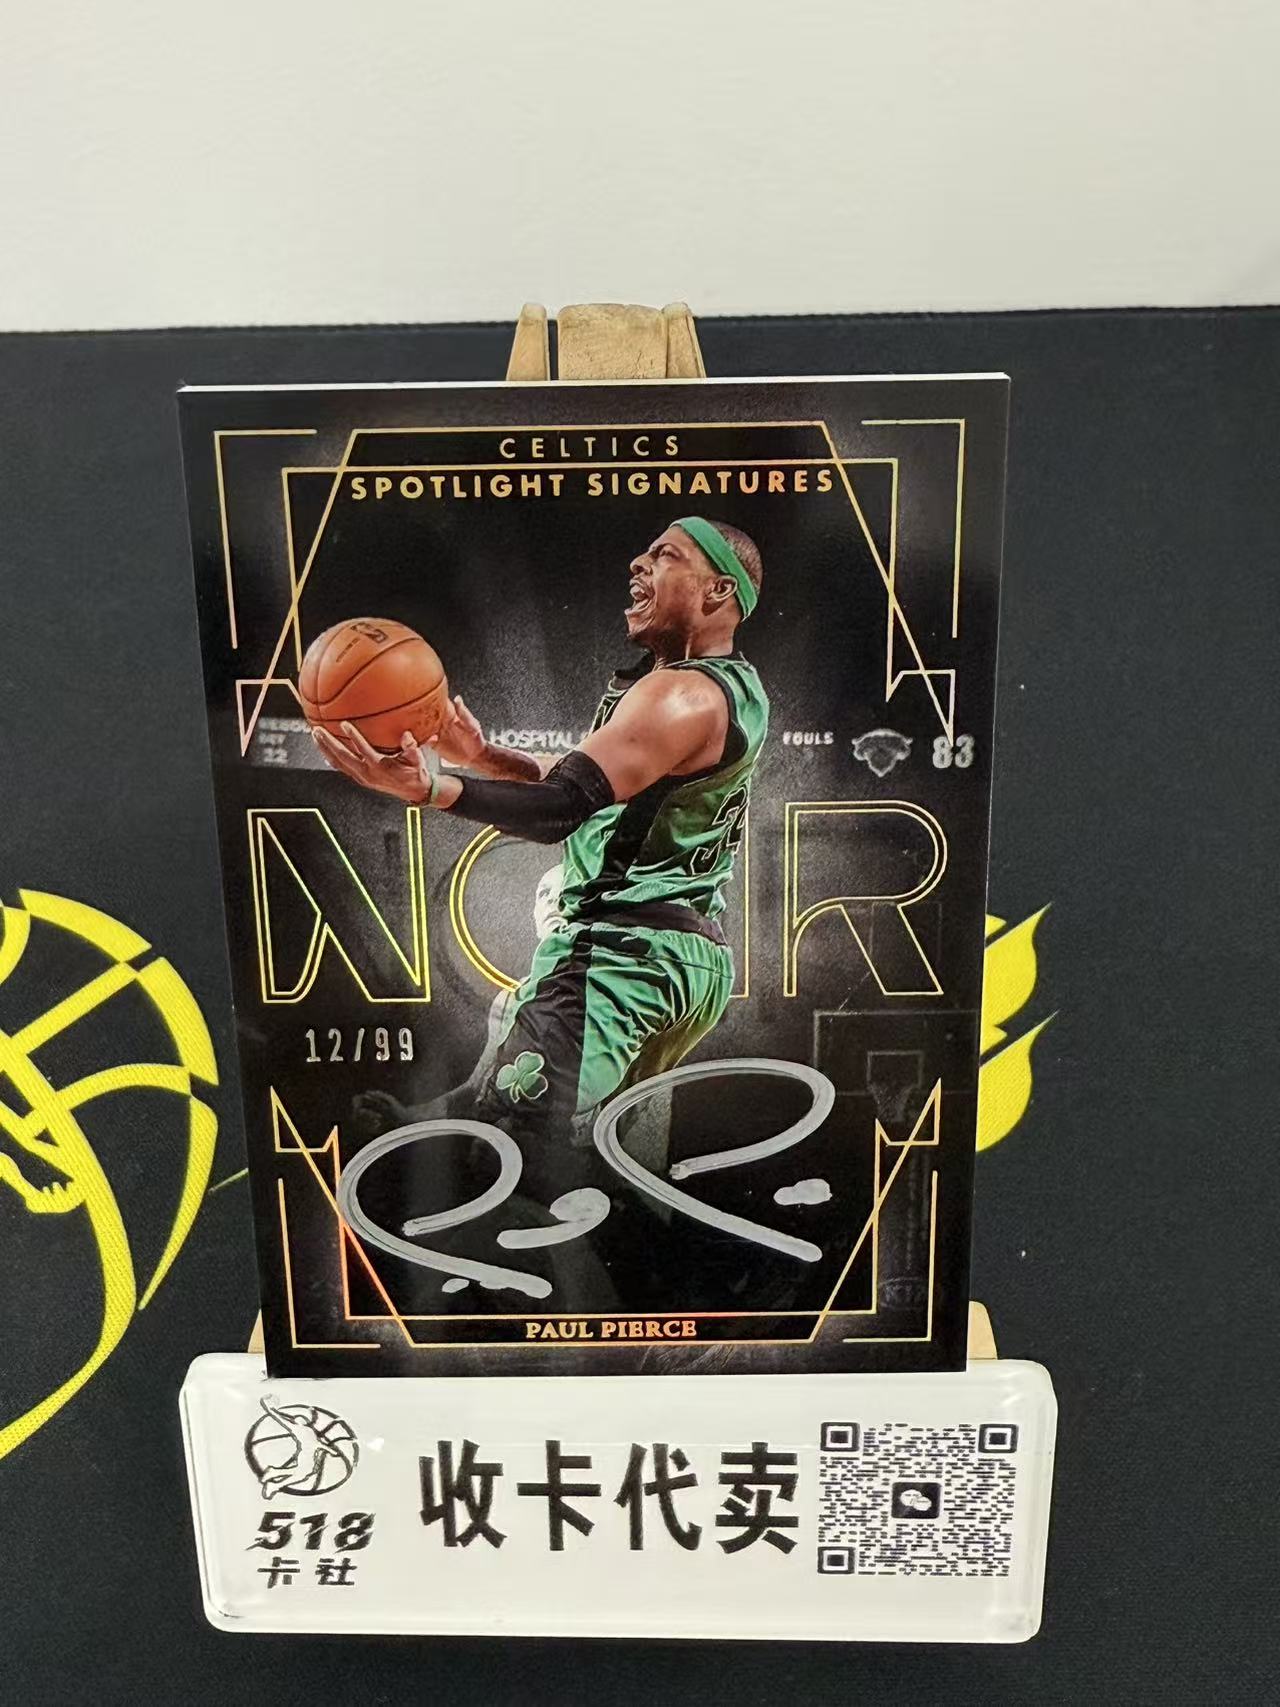 CELTICS
SPOTLIGHT SIGNATURES
HOSPITAL
FOULS
83
NOIR
12/99
PAUL PIERCE
收卡代卖
518
卡社